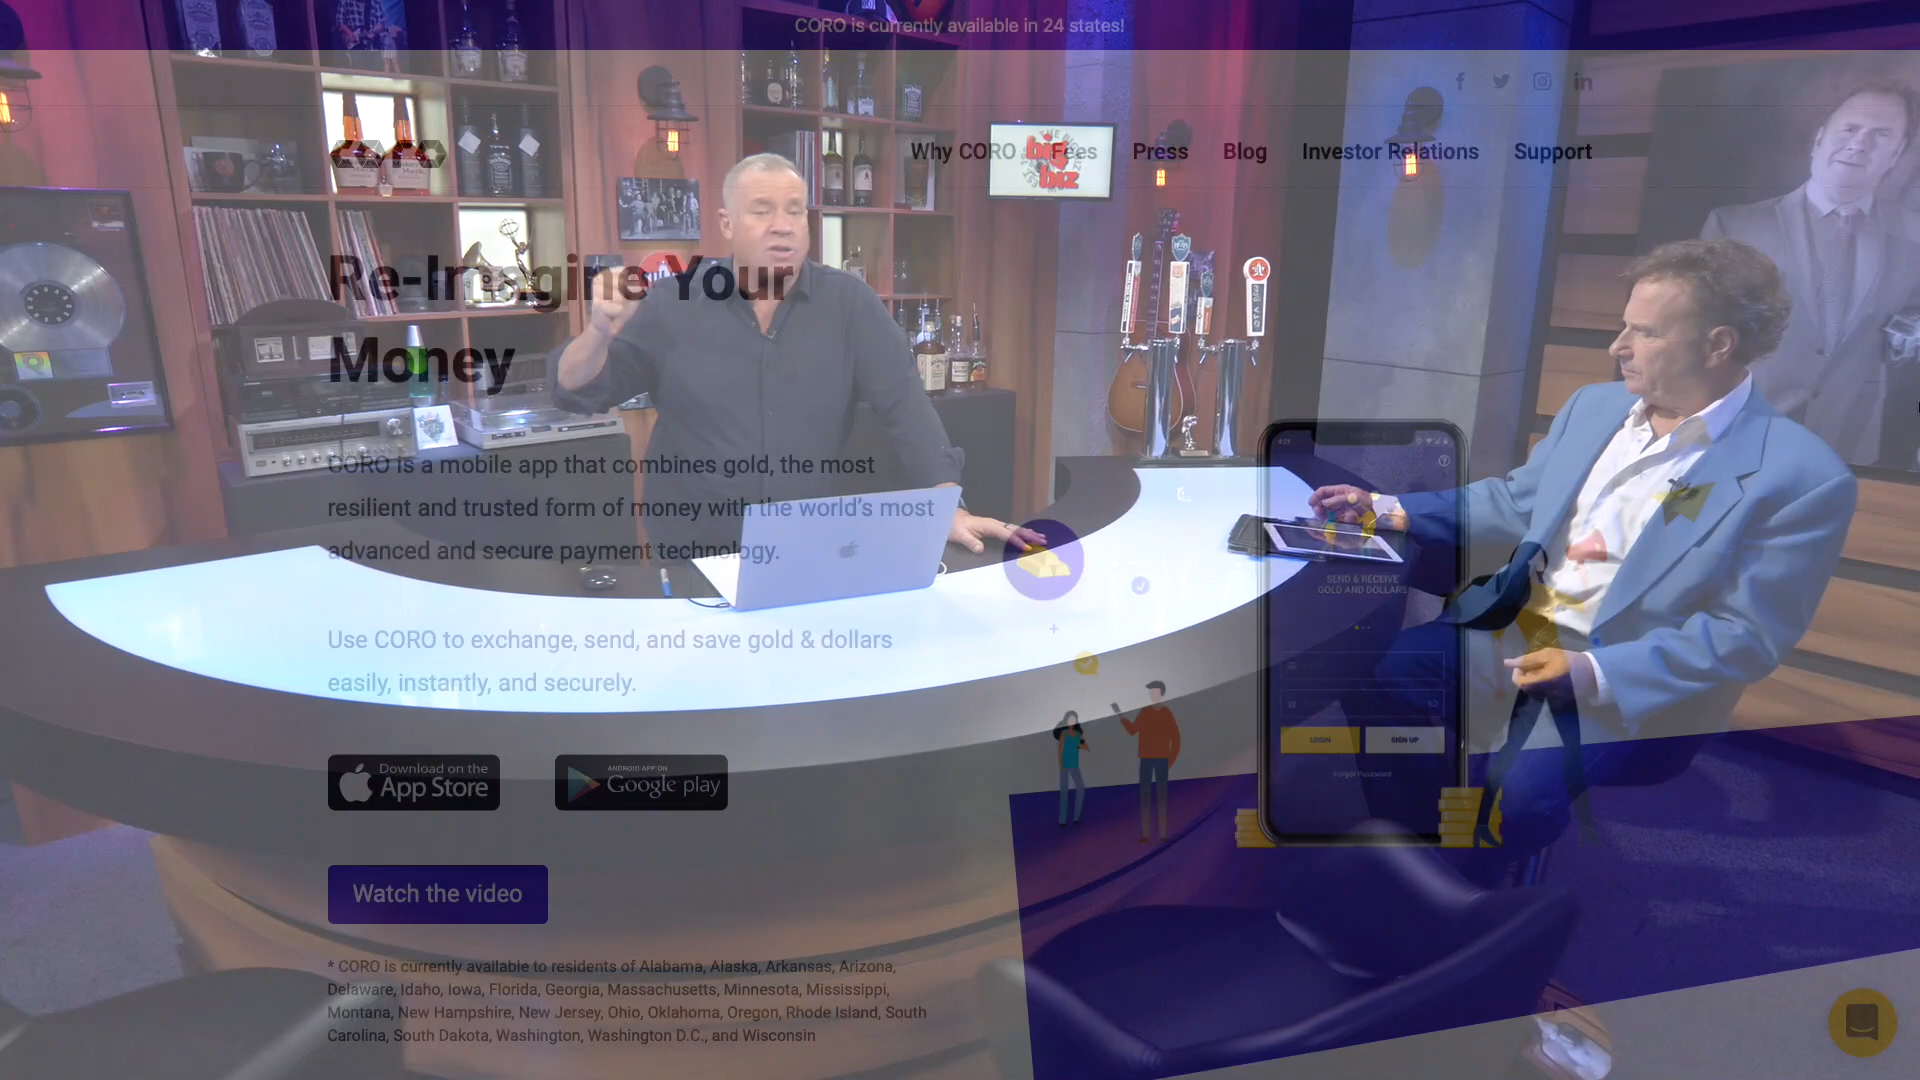 CORO is currently available in 24 states!
coro
Why CORO
Fees
Press
Blog
Investor Relations
Support
big
biz
Re-Imagine Your
Money
CORO is a mobile app that combines gold, the most
resilient and trusted form of money with the world's most
advanced and secure payment technology.
Use CORO to exchange, send, and save gold & dollars
easily, instantly, and securely.
Download on the
App Store
ANDROID APP ON
Google play
Watch the video
* CORO is currently available to residents of Alabama, Alaska, Arkansas, Arizona,
Delaware, Idaho, Iowa, Florida, Georgia, Massachusetts, Minnesota, Mississippi,
Montana, New Hampshire, New Jersey, Ohio, Oklahoma, Oregon, Rhode Island, South
Carolina, South Dakota, Washington, Washington D.C., and Wisconsin
SEND & RECEIVE
GOLD AND DOLLARS
LOGIN
SIGN UP
Forgot Password